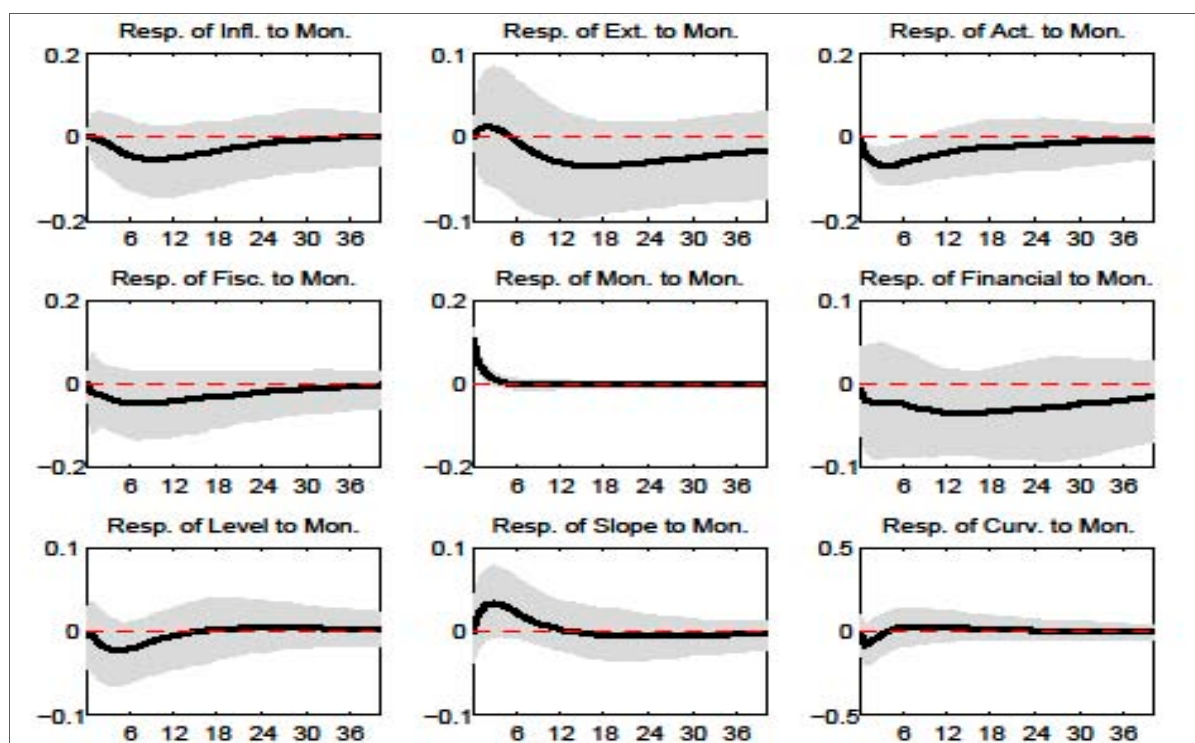 Resp. of Infl. to Mon. Resp. of Ext. to Mon. Resp. of Act. to Mon.
0.2 0.1 0.2
0 0 0
−0.2 −0.1 −0.2
6 12 18 24 30 36 6 12 18 24 30 36 6 12 18 24 30 36
Resp. of Fisc. to Mon. Resp. of Mon. to Mon. Resp. of Financial to Mon.
0.2 0.2 0.1
0 0 0
−0.2 −0.2 −0.1
6 12 18 24 30 36 6 12 18 24 30 36 6 12 18 24 30 36
Resp. of Level to Mon. Resp. of Slope to Mon. Resp. of Curv. to Mon.
0.1 0.1 0.5
0 0 0
−0.1 −0.1 −0.5
6 12 18 24 30 36 6 12 18 24 30 36 6 12 18 24 30 36